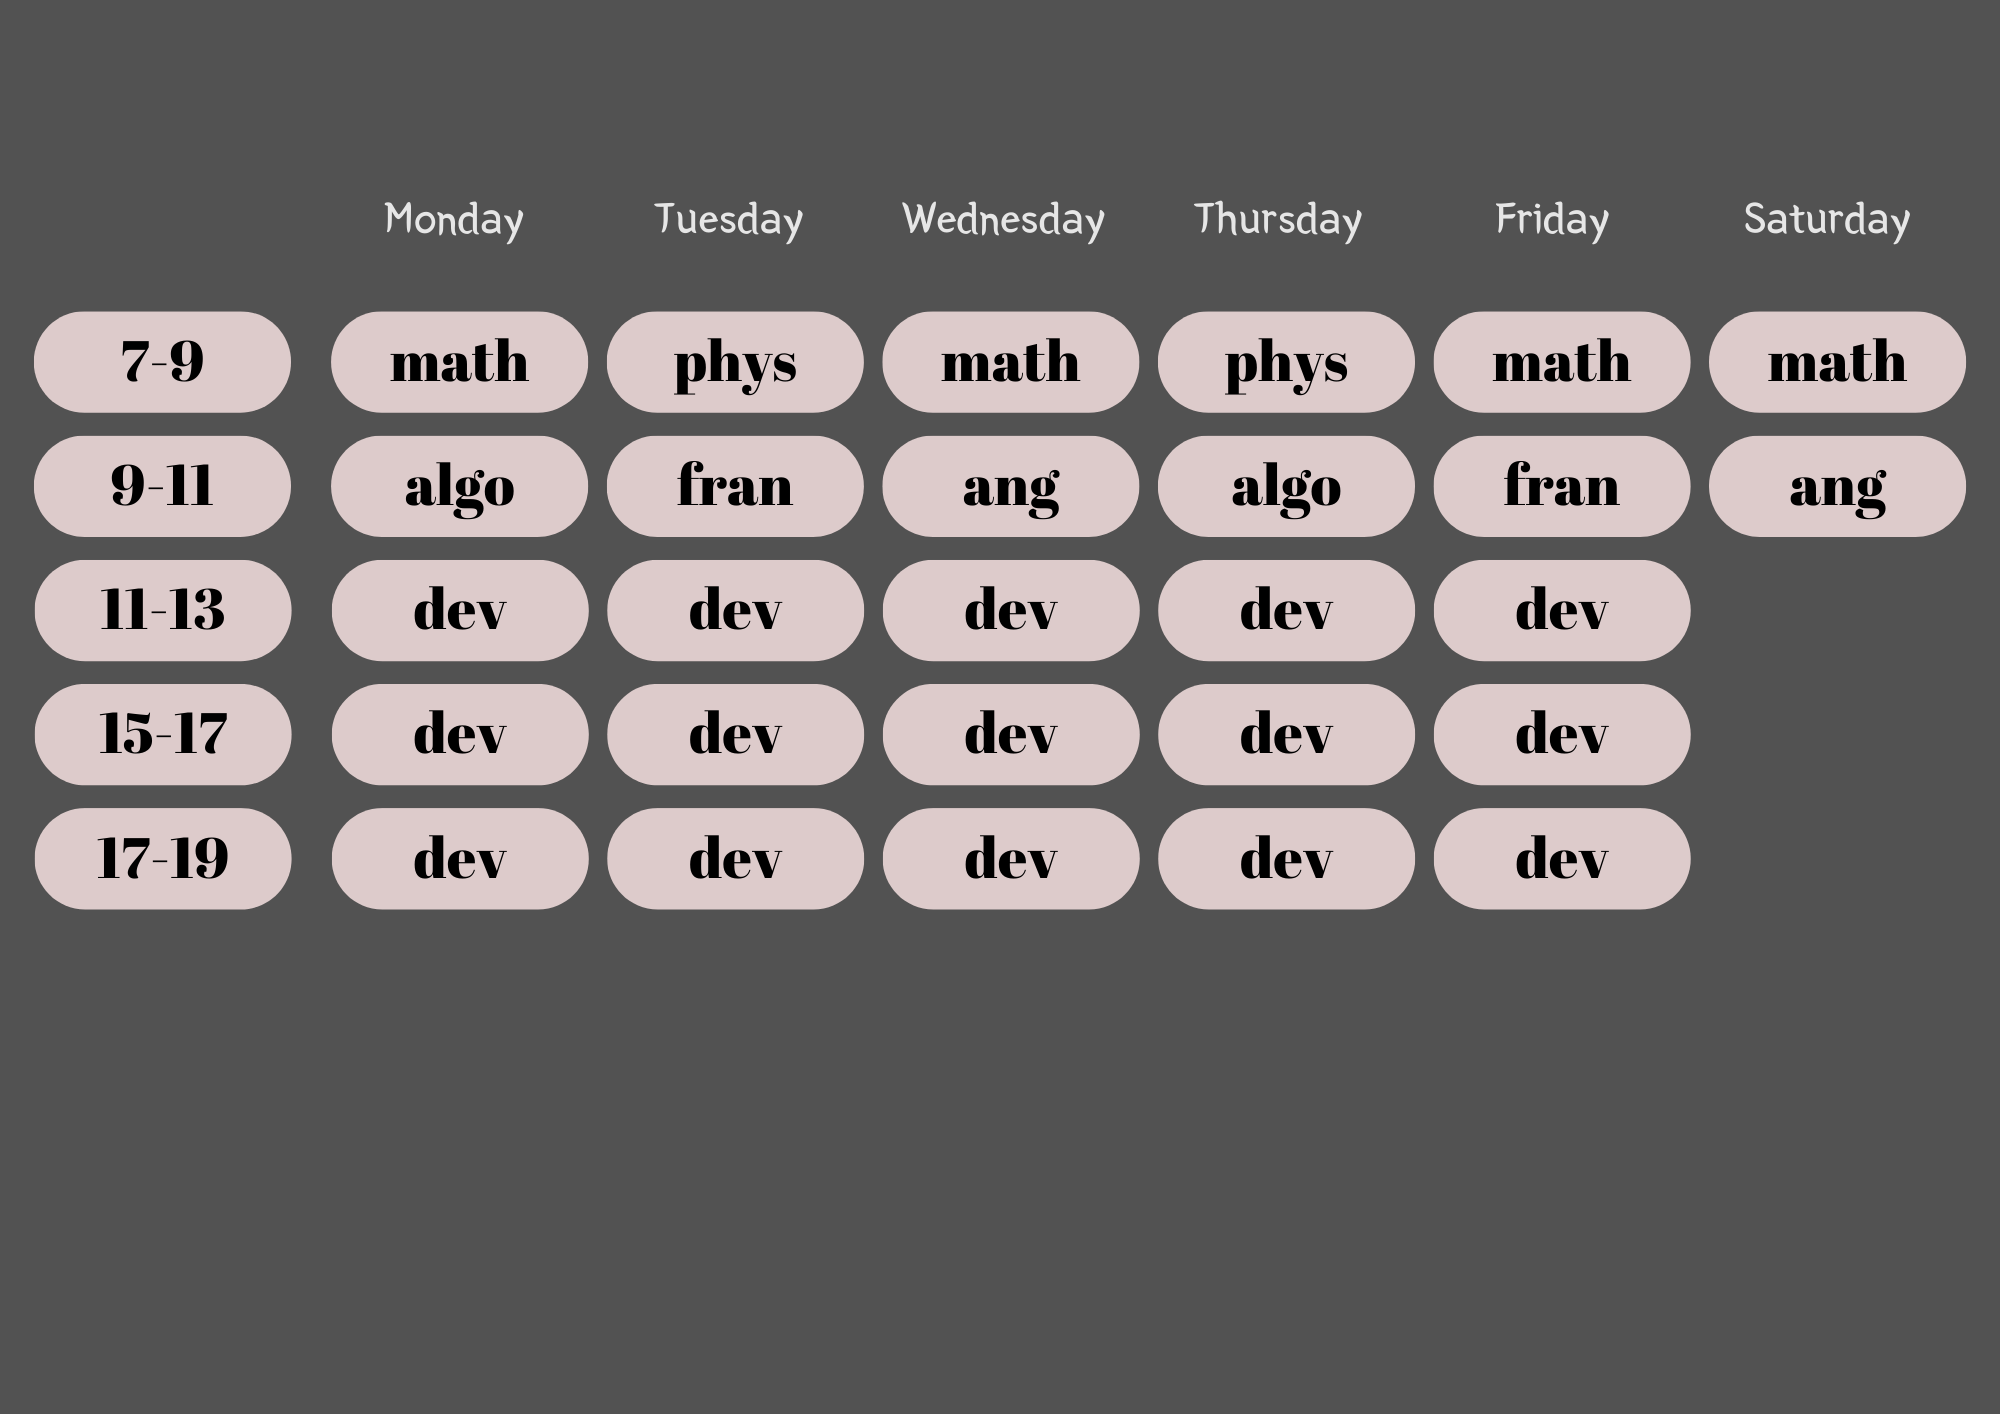 Monday Tuesday Wednesday Thursday Friday Saturday
7-9 math phys math phys math math
9-11 algo fran ang algo fran ang
11-13 dev dev dev dev dev
15-17 dev dev dev dev dev
17-19 dev dev dev dev dev